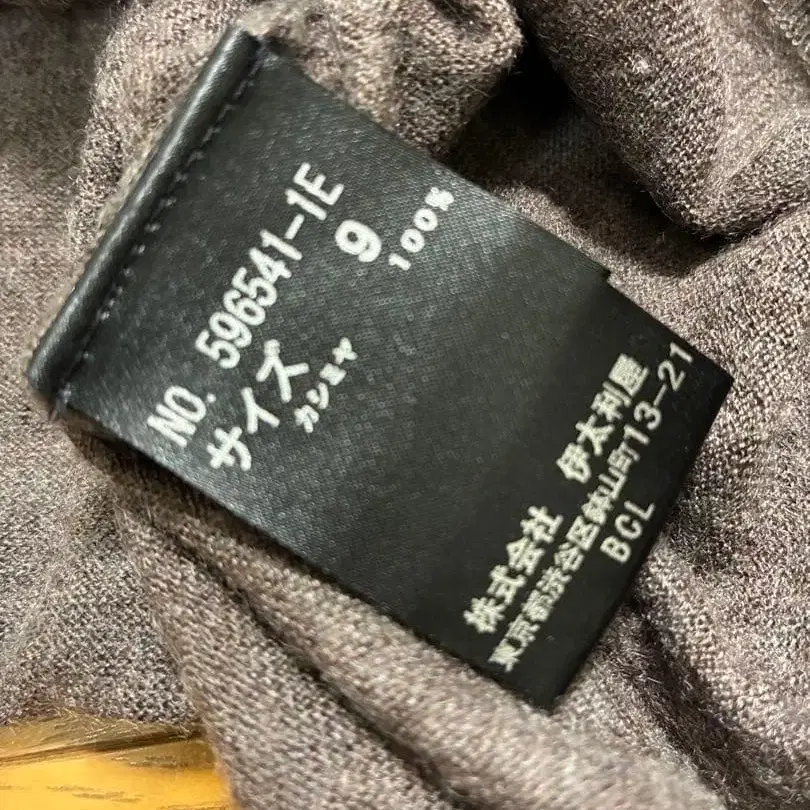 NO. 596541-1E
サイズ 9
カシミヤ 100%
株式会社 伊太利屋
東京都渋谷区鉢山町13-21
BCL